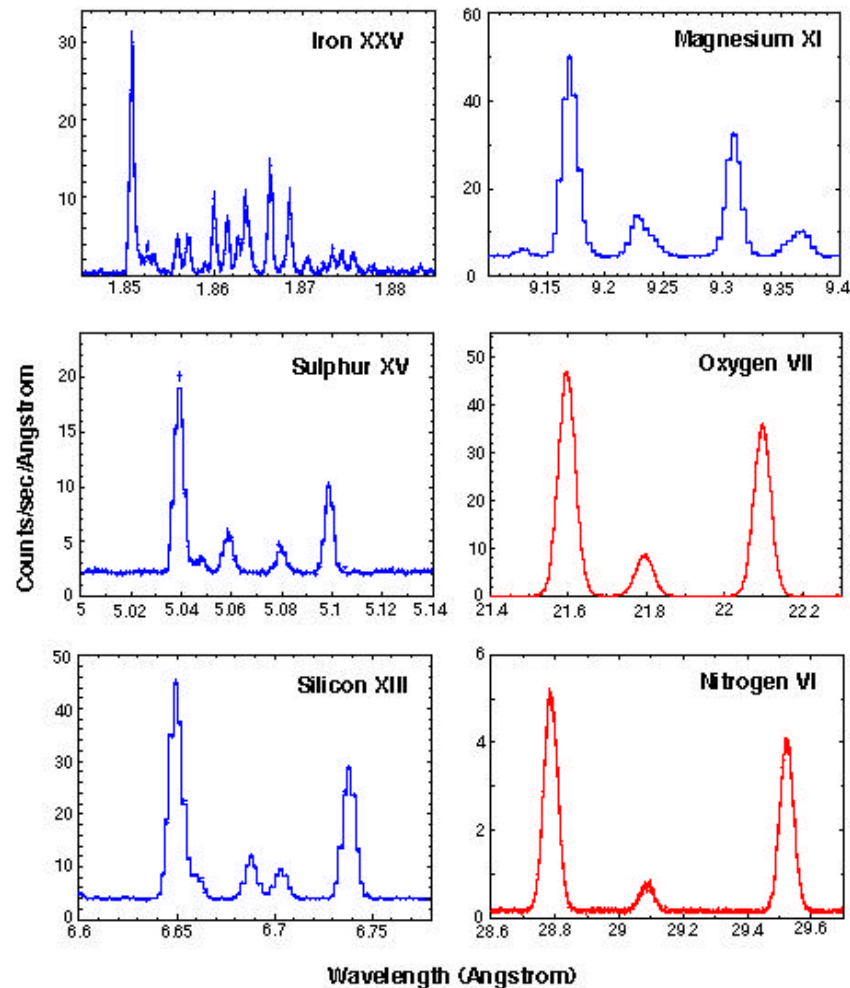 Iron XXV
30
20
10
1.85 1.86 1.87 1.88
Magnesium XI
60
40
20
0
9.15 9.2 9.25 9.3 9.35 9.4
Sulphur XV
20
15
10
5
0
5 5.02 5.04 5.06 5.08 5.1 5.12 5.14
Oxygen VII
50
40
30
20
10
0
21.4 21.6 21.8 22 22.2
Silicon XIII
50
40
30
20
10
0
6.6 6.65 6.7 6.75
Nitrogen VI
6
4
2
0
28.6 28.8 29 29.2 29.4 29.6
Counts/sec/Angstrom
Wavelength (Angstrom)